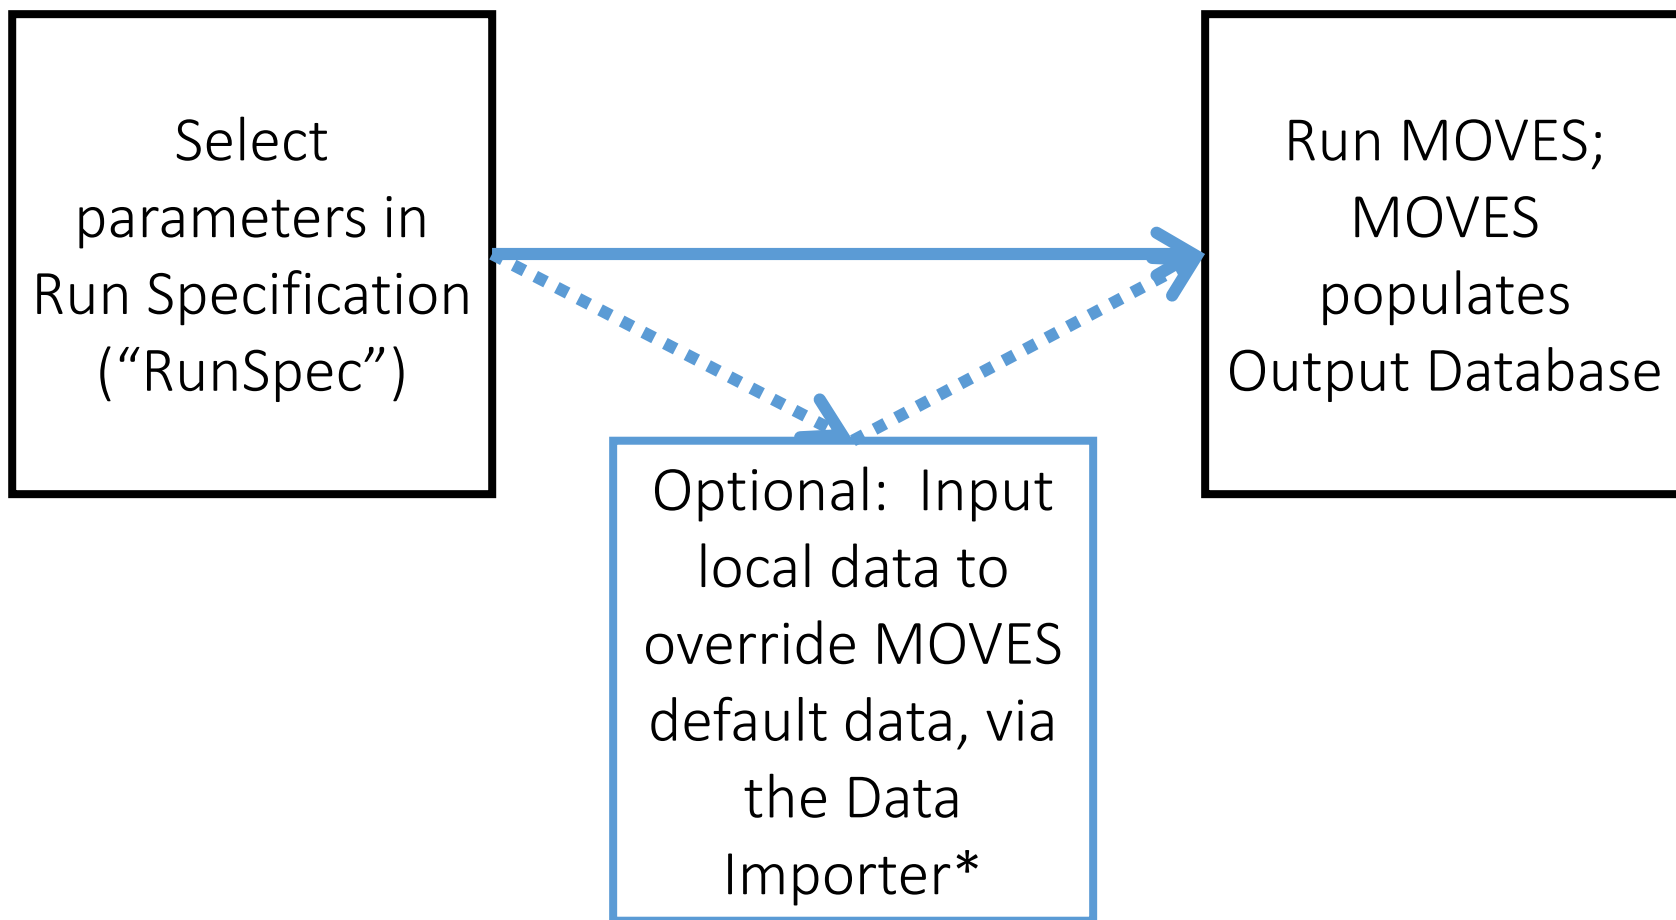 Select
parameters in
Run Specification
(“RunSpec”)
Run MOVES;
MOVES
populates
Output Database
Optional:  Input
local data to
override MOVES
default data, via
the Data
Importer*